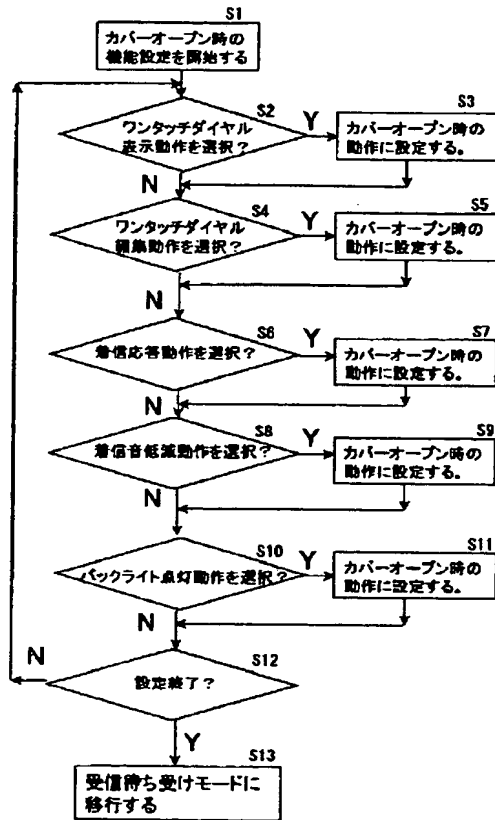 S1
カバーオープン時の
機能設定を開始する
S2
ワンタッチダイヤル
表示動作を選択?
Y
N
S3
カバーオープン時の
動作に設定する。
S4
ワンタッチダイヤル
編集動作を選択?
Y
N
S5
カバーオープン時の
動作に設定する。
S6
着信応答動作を選択?
Y
N
S7
カバーオープン時の
動作に設定する。
S8
着信音低減動作を選択?
Y
N
S9
カバーオープン時の
動作に設定する。
S10
バックライト点灯動作を選択?
Y
N
S11
カバーオープン時の
動作に設定する。
S12
設定終了?
N
Y
S13
受信待ち受けモードに
移行する